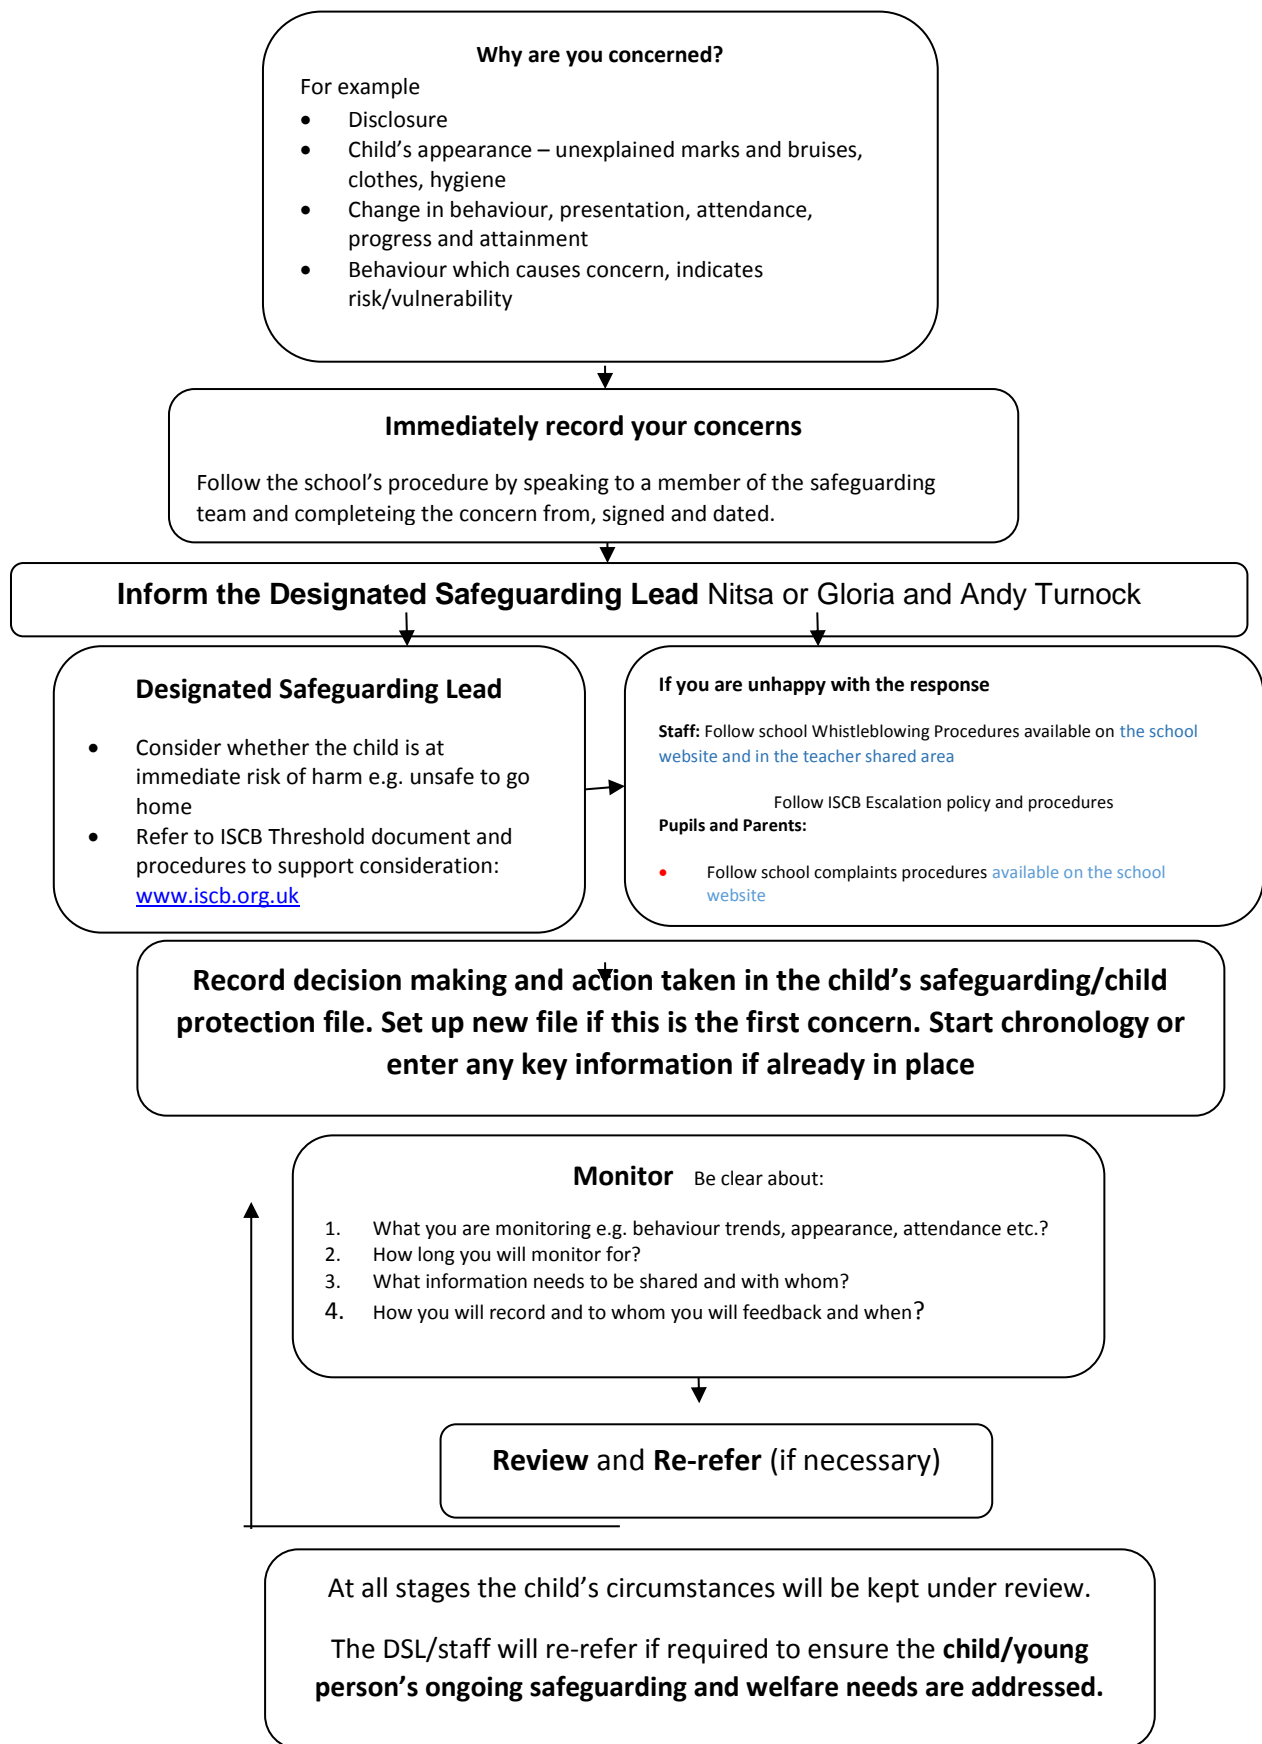 Why are you concerned?
For example
• Disclosure
• Child's appearance – unexplained marks and bruises,
clothes, hygiene
• Change in behaviour, presentation, attendance,
progress and attainment
• Behaviour which causes concern, indicates
risk/vulnerability
Immediately record your concerns
Follow the school's procedure by speaking to a member of the safeguarding
team and completeing the concern from, signed and dated.
Inform the Designated Safeguarding Lead Nitsa or Gloria and Andy Turnock
Designated Safeguarding Lead
• Consider whether the child is at
immediate risk of harm e.g. unsafe to go
home
• Refer to ISCB Threshold document and
procedures to support consideration:
www.iscb.org.uk
If you are unhappy with the response
Staff: Follow school Whistleblowing Procedures available on the school
website and in the teacher shared area
Follow ISCB Escalation policy and procedures
Pupils and Parents:
• Follow school complaints procedures available on the school
website
Record decision making and action taken in the child's safeguarding/child
protection file. Set up new file if this is the first concern. Start chronology or
enter any key information if already in place
Monitor Be clear about:
1. What you are monitoring e.g. behaviour trends, appearance, attendance etc.?
2. How long you will monitor for?
3. What information needs to be shared and with whom?
4. How you will record and to whom you will feedback and when?
Review and Re-refer (if necessary)
At all stages the child's circumstances will be kept under review.
The DSL/staff will re-refer if required to ensure the child/young
person's ongoing safeguarding and welfare needs are addressed.